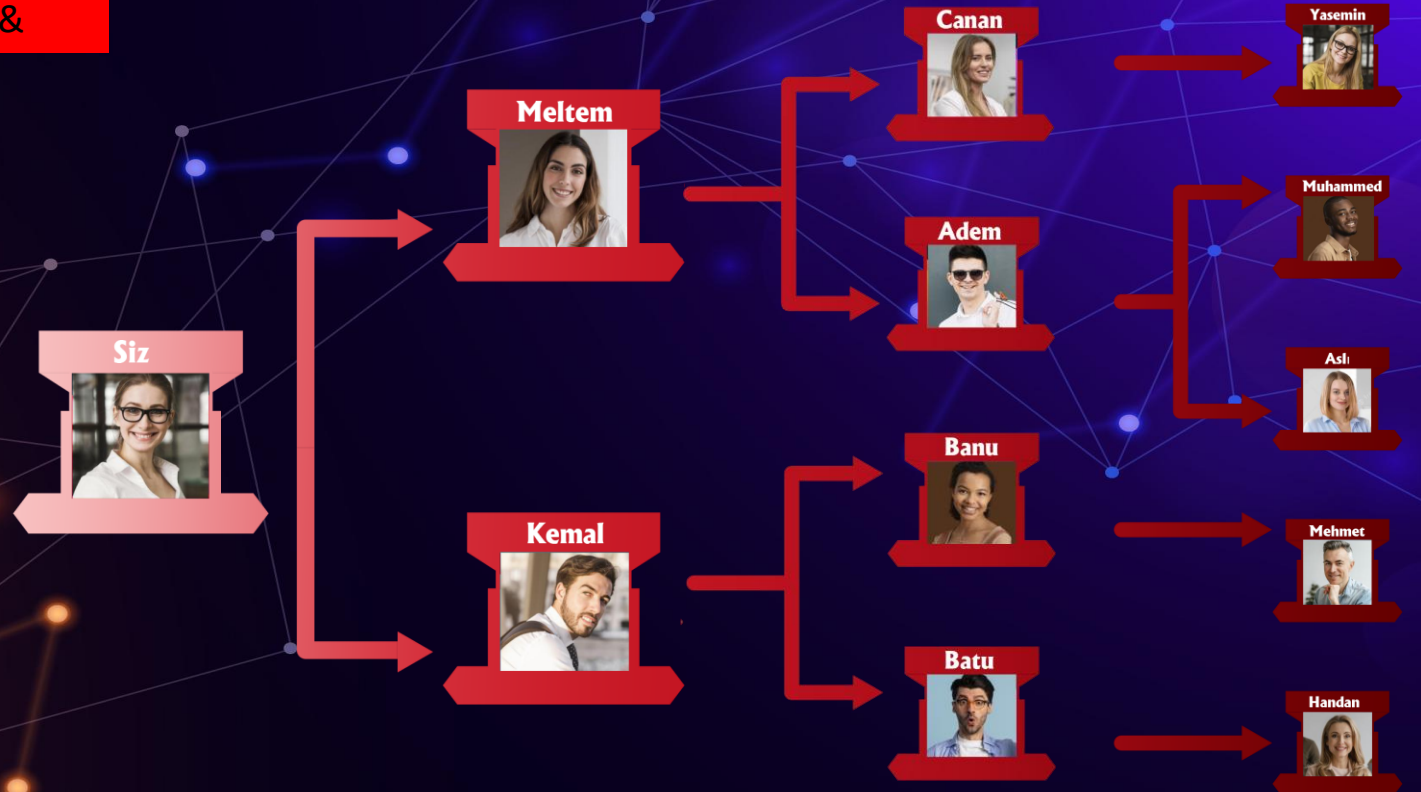 &
Siz
Meltem
Kemal
Canan
Adem
Banu
Batu
Yasemin
Muhammed
Aslı
Mehmet
Handan